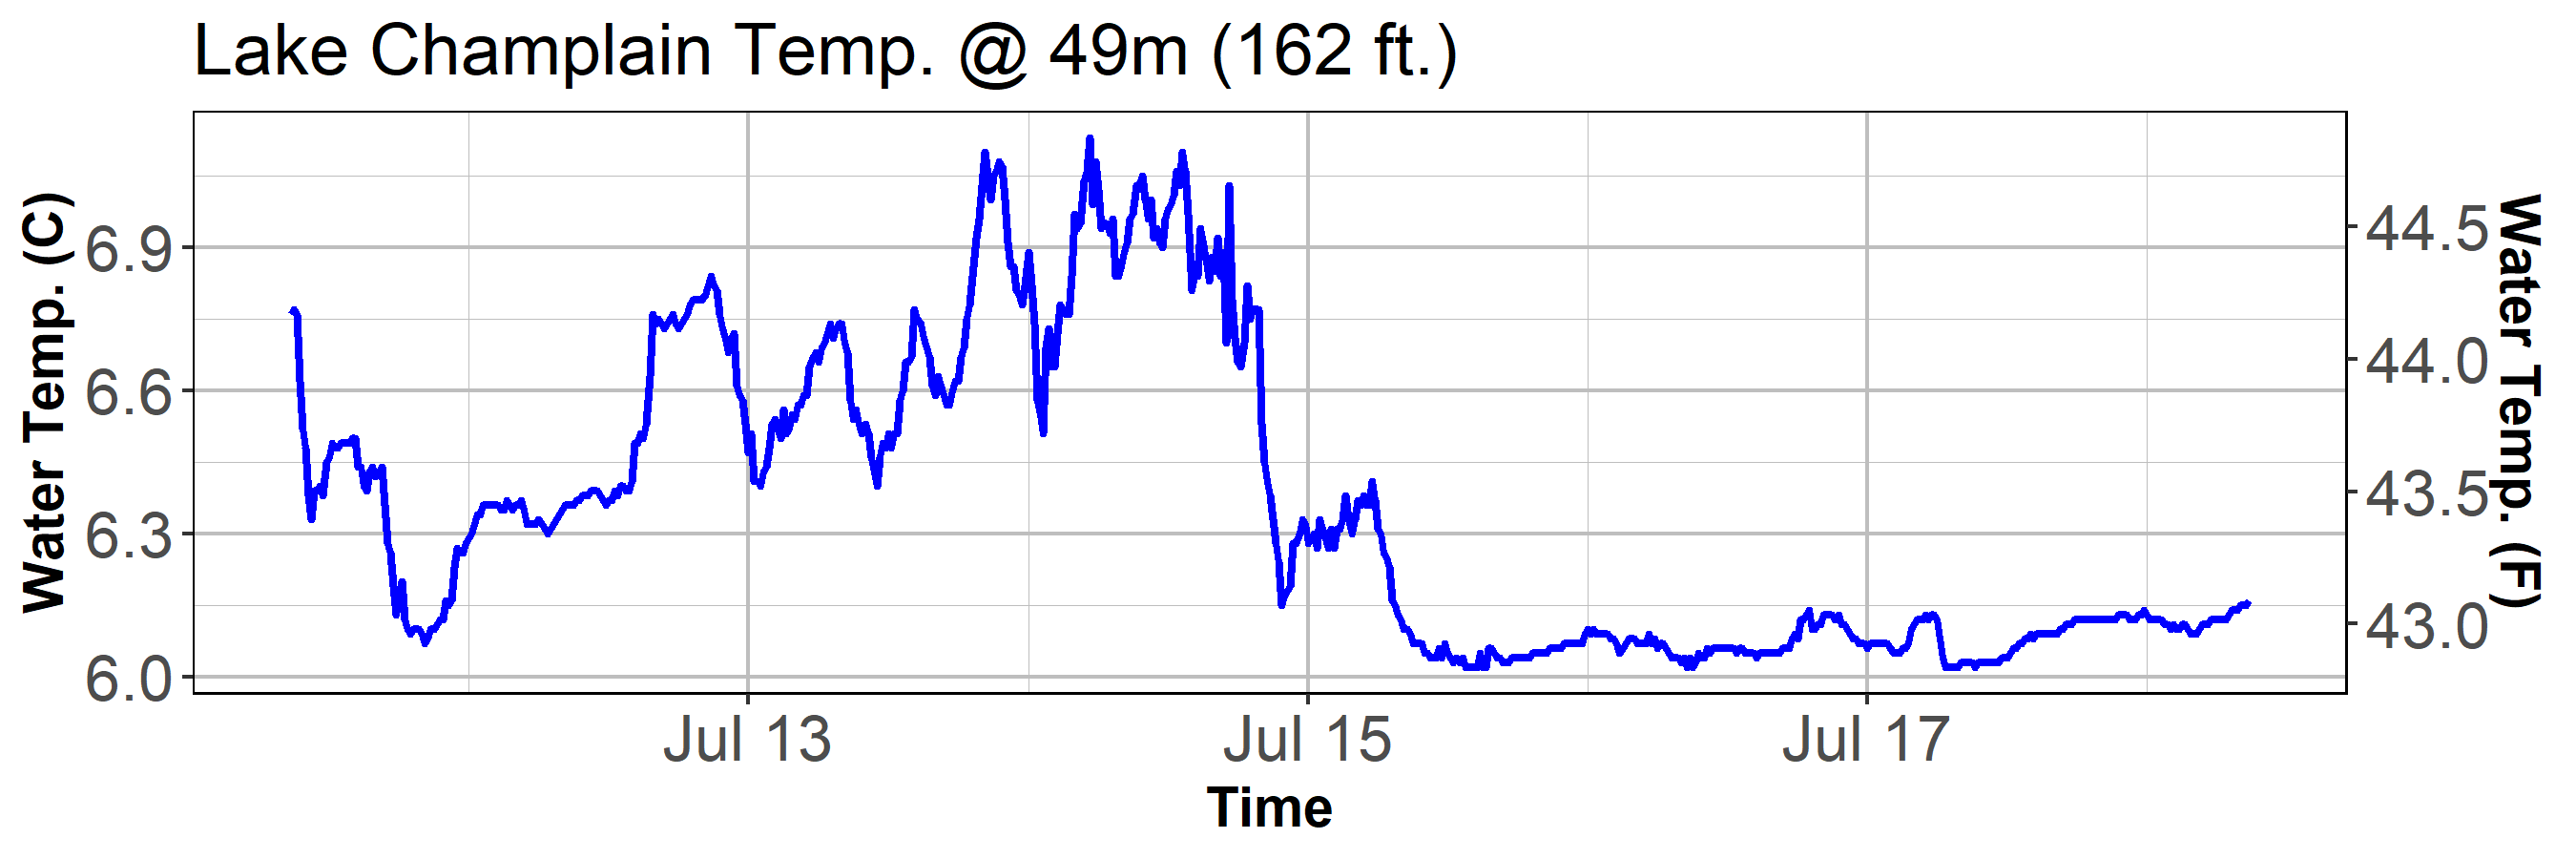 Lake Champlain Temp. @ 49m (162 ft.)
Water Temp. (C)
6.9
6.6
6.3
6.0
44.5
44.0
43.5
43.0
Water Temp. (F)
Jul 13
Jul 15
Jul 17
Time